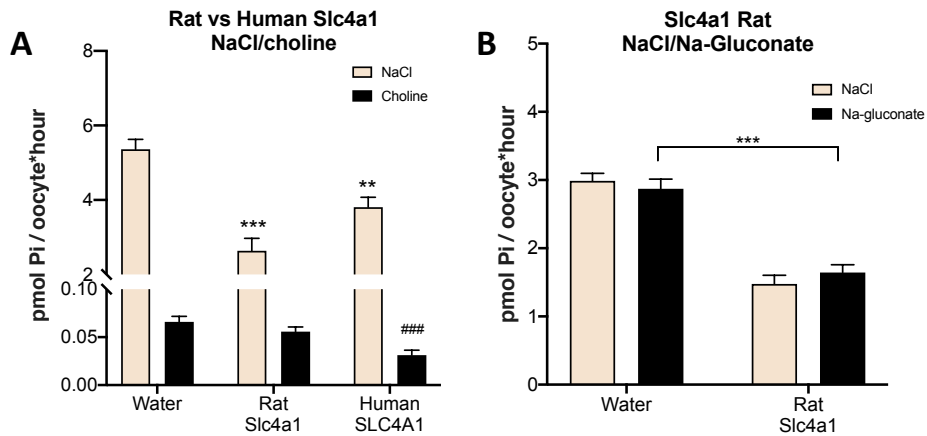 A
Rat vs Human Slc4a1
NaCl/choline
NaCl
Choline
pmol Pi / oocyte*hour
8
6
4
2
0.10
0.05
0.00
***
**
###
Water
Rat
Slc4a1
Human
SLC4A1
B
Slc4a1 Rat
NaCl/Na-Gluconate
NaCl
Na-gluconate
pmol Pi / oocyte*hour
5
4
3
2
1
0
***
Water
Rat
Slc4a1